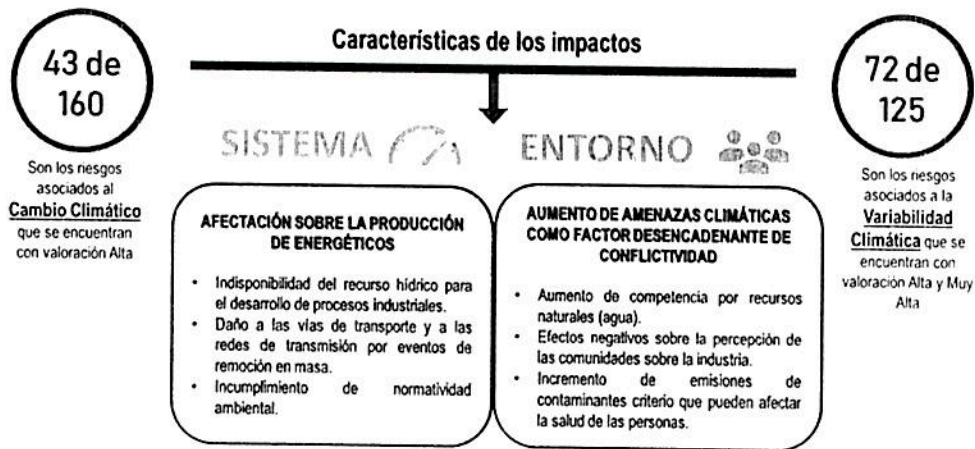 43 de
160
Son los riesgos
asociados al
Cambio Climático
que se encuentran
con valoración Alta
Características de los impactos
SISTEMA
AFECTACIÓN SOBRE LA PRODUCCIÓN
DE ENERGÉTICOS
• Indisponibilidad del recurso hídrico para
el desarrollo de procesos industriales.
• Daño a las vías de transporte y a las
redes de transmisión por eventos de
remoción en masa.
• Incumplimiento de normatividad
ambiental.
ENTORNO
AUMENTO DE AMENAZAS CLIMÁTICAS
COMO FACTOR DESENCADENANTE DE
CONFLICTIVIDAD
• Aumento de competencia por recursos
naturales (agua).
• Efectos negativos sobre la percepción de
las comunidades sobre la industria.
• Incremento de emisiones de
contaminantes criterio que pueden afectar
la salud de las personas.
72 de
125
Son los riesgos
asociados a la
Variabilidad
Climática que se
encuentran con
valoración Alta y Muy
Alta